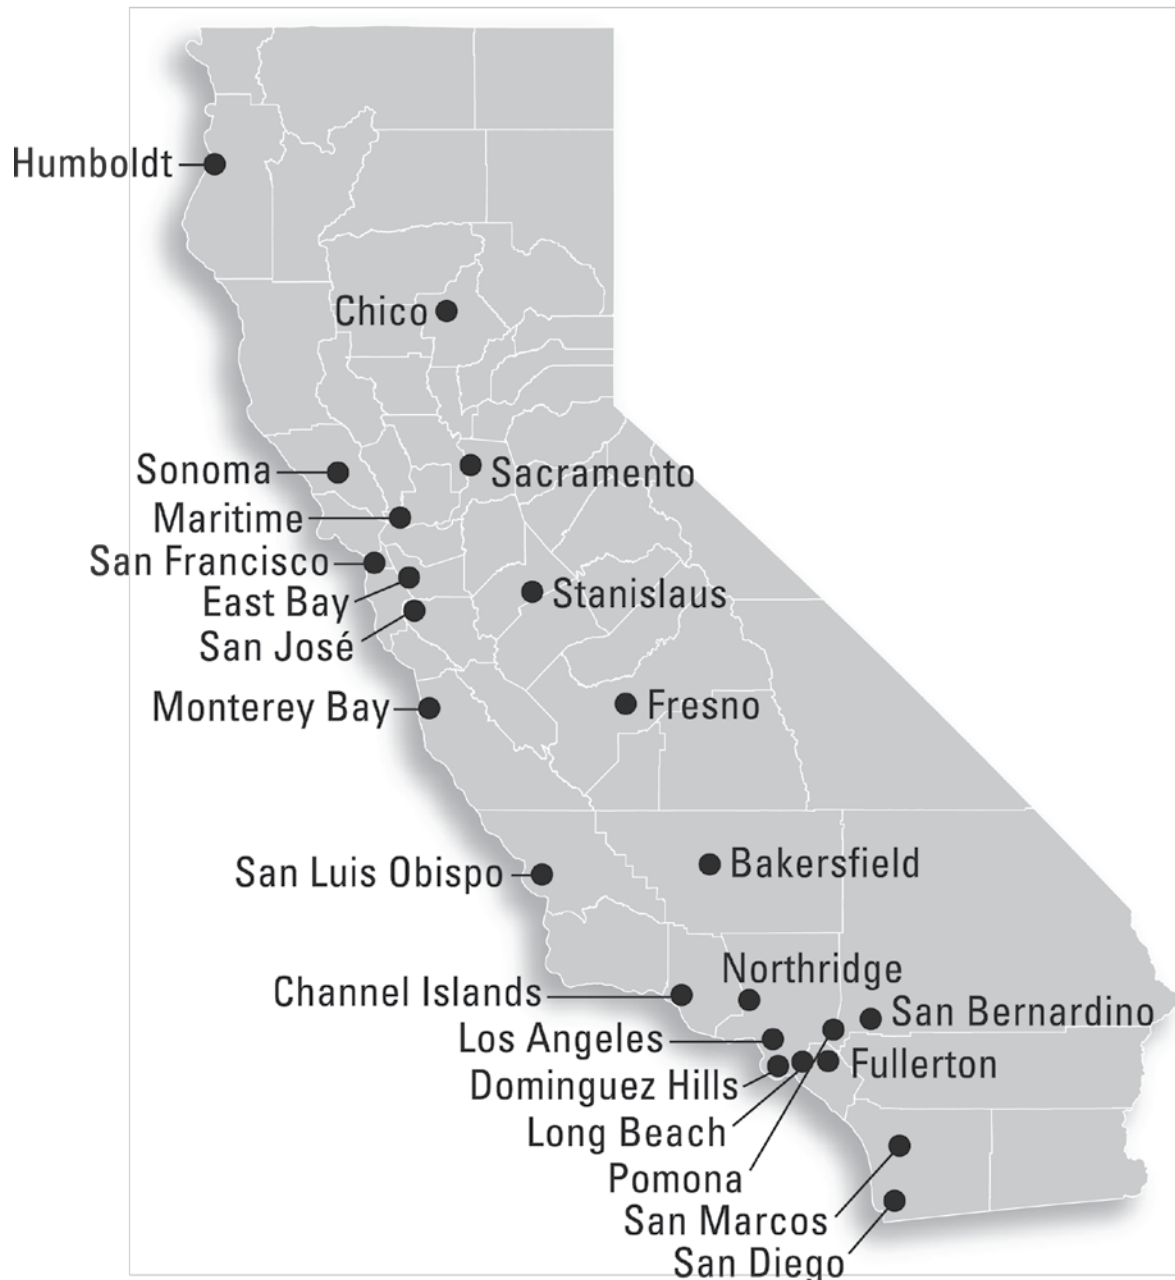 Humboldt
Chico
Sonoma
Sacramento
Maritime
San Francisco
East Bay
Stanislaus
San José
Monterey Bay
Fresno
San Luis Obispo
Bakersfield
Northridge
Channel Islands
San Bernardino
Los Angeles
Fullerton
Dominguez Hills
Long Beach
Pomona
San Marcos
San Diego